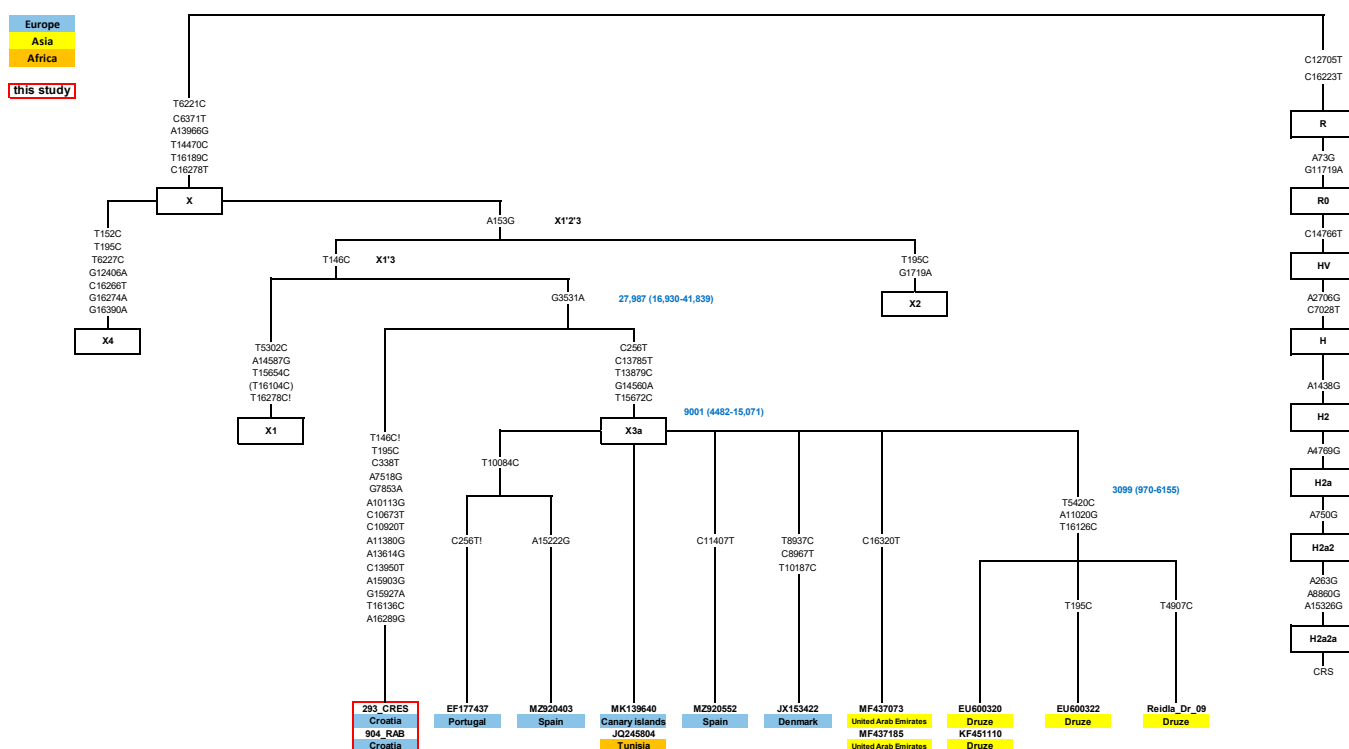 Europe
Asia
Africa
this study
C12705T
C16223T
T6221C
C6371T
A13966G
T14470C
T16189C
C16278T
R
A73G
G11719A
X
R0
A153G X1'2'3
T152C
T195C
T6227C
G12406A
C16266T
G16274A
G16390A
C14766T
T146C X1'3
T195C
G1719A
HV
G3531A 27,987 (16,930-41,839)
X2
A2706G
C7028T
X4
H
T5302C
A14587G
T15654C
(T16104C)
T16278C!
C256T
C13785T
T13879C
G14560A
T15672C
A1438G
X1
X3a
9001 (4482-15,071)
H2
T146C!
T195C
C338T
A7518G
G7853A
A10113G
C10673T
C10920T
A11380G
A13614G
C13950T
A15903G
G15927A
T16136C
A16289G
T10084C
A4769G
3099 (970-6155)
H2a
T5420C
A11020G
T16126C
A750G
C256T!
A15222G
C11407T
T8937C
C8967T
T10187C
C16320T
H2a2
A263G
A8860G
A15326G
T195C
T4907C
H2a2a
CRS
293_CRES
Croatia
904_RAB
Croatia
EF177437
Portugal
MZ920403
Spain
MK139640
Canary islands
JQ245804
Tunisia
MZ920552
Spain
JX153422
Denmark
MF437073
United Arab Emirates
MF437185
United Arab Emirates
EU600320
Druze
KF451110
Druze
EU600322
Druze
Reidla_Dr_09
Druze